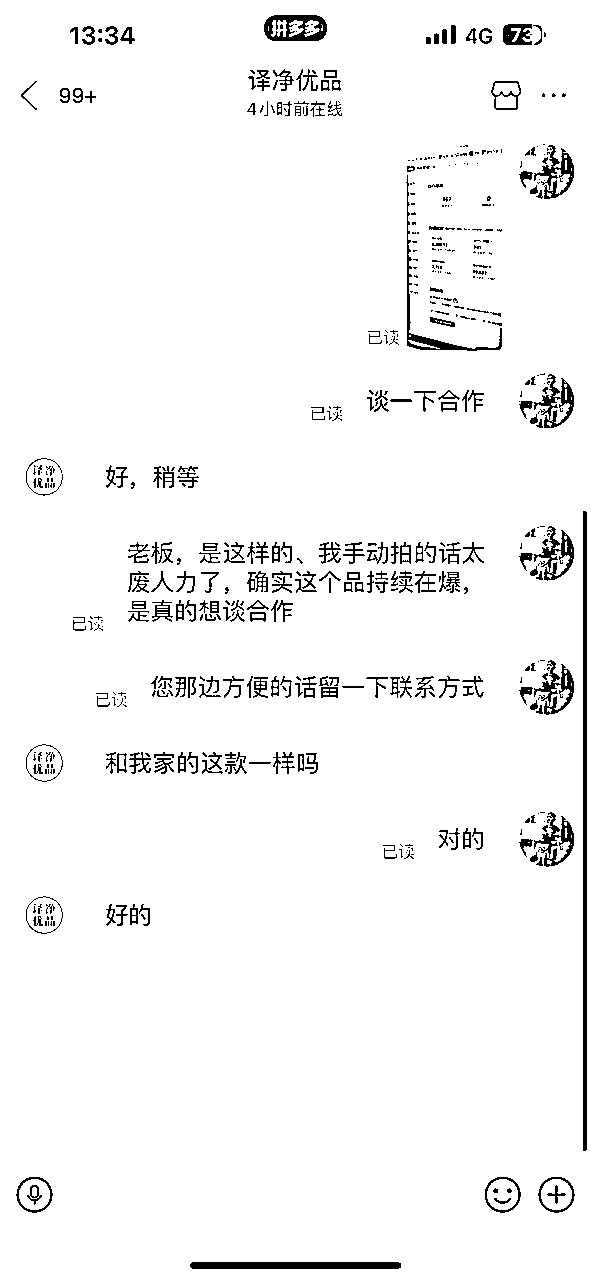 13:34
拼多多
4G
73
99+
译净优品
4小时前在线
已读
谈一下合作
已读
译净
优品
好，稍等
老板，是这样的、我手动拍的话太
废人力了，确实这个品持续在爆，
是真的想谈合作
已读
您那边方便的话留一下联系方式
已读
译净
优品
和我家的这款一样吗
对的
已读
译净
优品
好的